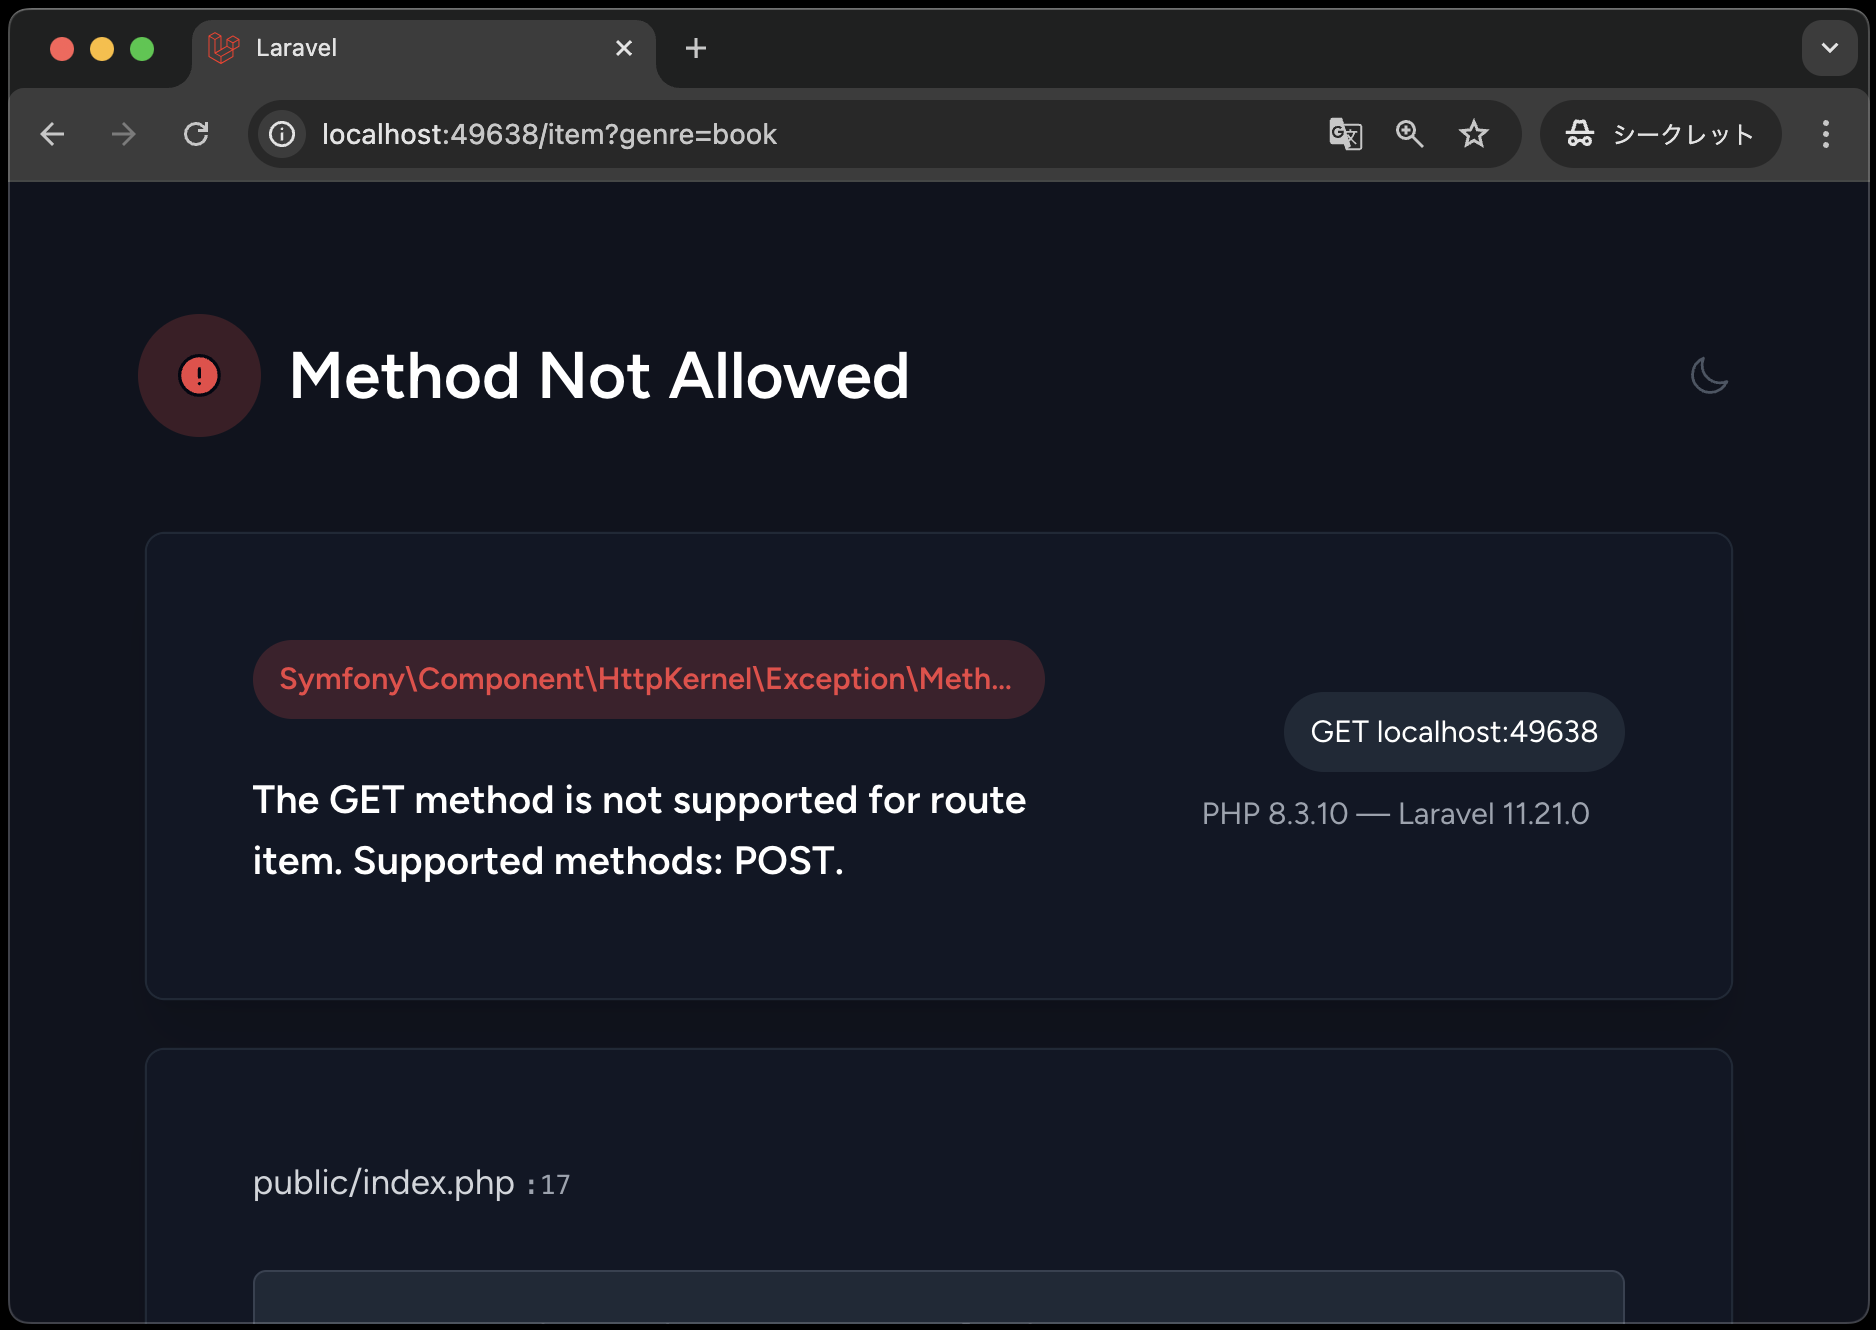 Laravel
localhost:49638/item?genre=book
シークレット
Method Not Allowed
Symfony\Component\HttpKernel\Exception\Meth...
GET localhost:49638
The GET method is not supported for route
item. Supported methods: POST.
PHP 8.3.10 — Laravel 11.21.0
public/index.php :17